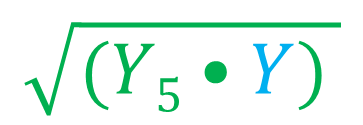 √(Y₅ • Y)